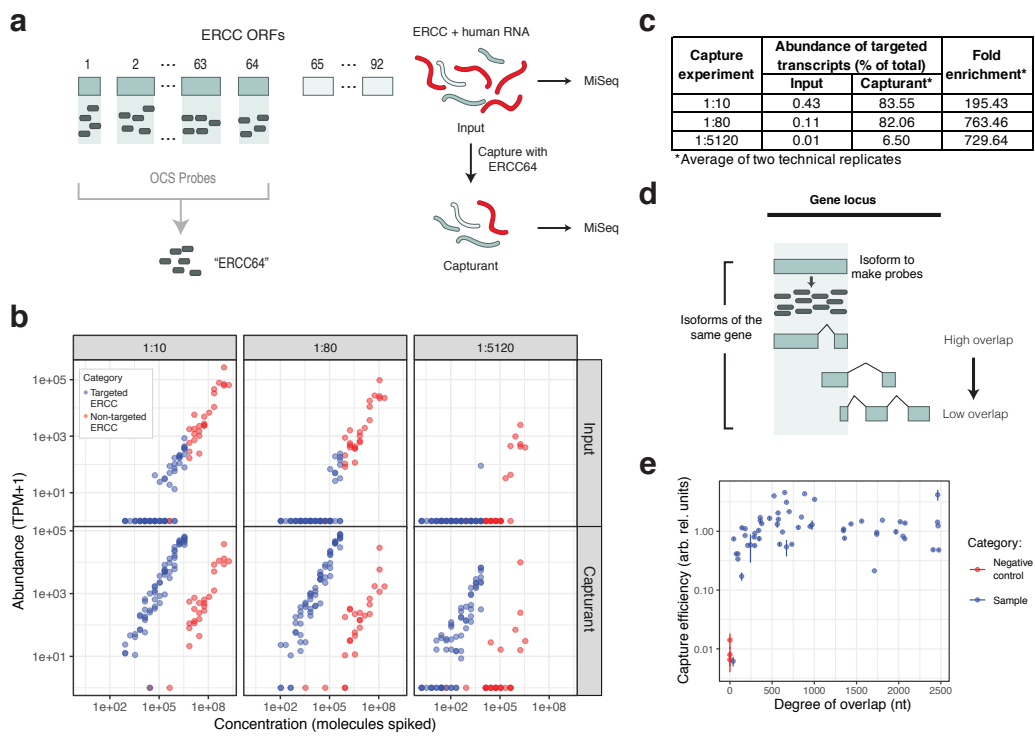 a
ERCC ORFs
1 2 ... 63 64 65 ... 92
...
OCS Probes
“ERCC64”
ERCC + human RNA
MiSeq
Input
Capture with
ERCC64
MiSeq
Capturant
b
1:10 1:80 1:5120
Category
Targeted
ERCC
Non-targeted
ERCC
1e+05
1e+03
1e+01
Input
1e+05
1e+03
1e+01
Capturant
Abundance (TPM+1)
1e+02 1e+05 1e+08 1e+02 1e+05 1e+08 1e+02 1e+05 1e+08
Concentration (molecules spiked)
c
Capture
experiment
Abundance of targeted
transcripts (% of total)
Fold
enrichment*
Input Capturant*
1:10 0.43 83.55 195.43
1:80 0.11 82.06 763.46
1:5120 0.01 6.50 729.64
*Average of two technical replicates
d
Gene locus
Isoform to
make probes
Isoforms of the
same gene
High overlap
Low overlap
e
Capture efficiency (arb. rel. units)
1.00
0.10
0.01
0 500 1000 1500 2000 2500
Degree of overlap (nt)
Category:
Negative
control
Sample